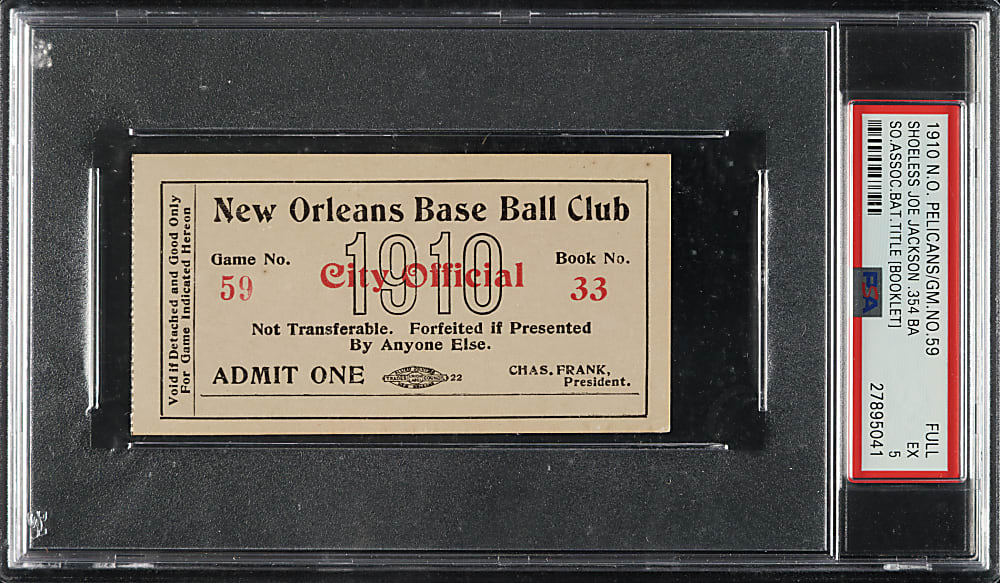 Void if Detached and Good Only
For Game Indicated Hereon
New Orleans Base Ball Club
1910
City Official
Game No.
59
Book No.
33
Not Transferable. Forfeited if Presented
By Anyone Else.
ADMIT ONE
22
CHAS. FRANK,
President.
1910 N.O. PELICANS/GM.NO.59 FULL
SHOELESS JOE JACKSON .354 BA EX
SO.ASSOC.BAT.TITLE [BOOKLET] 5
PSA
27895041